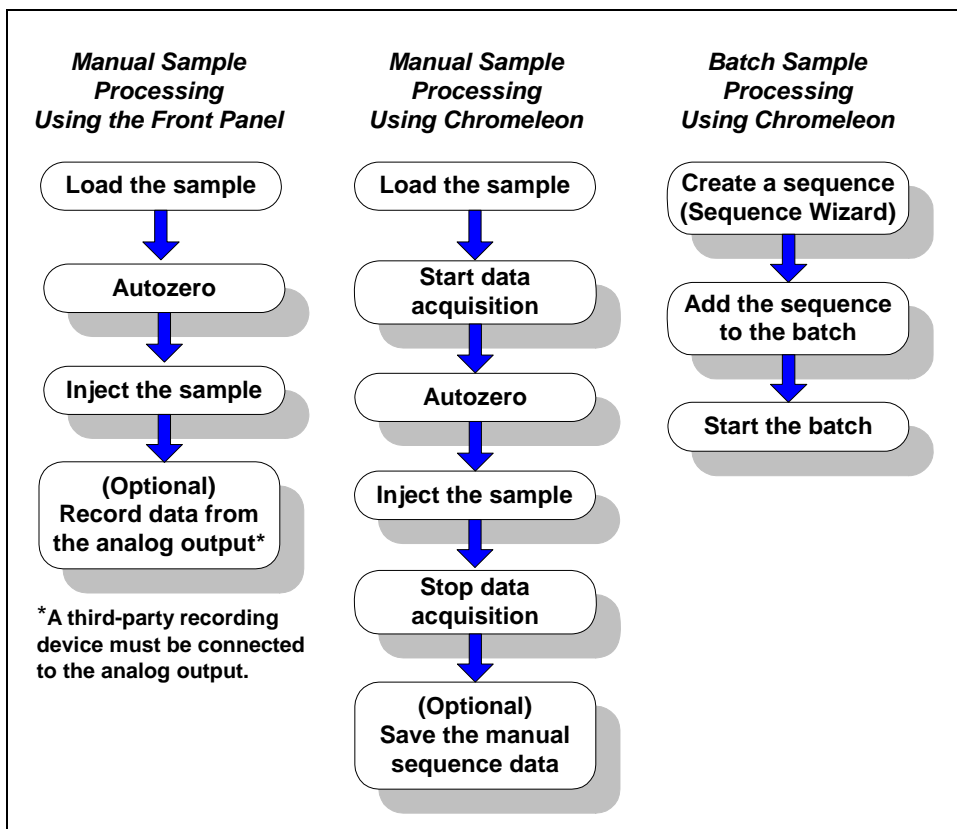 Manual Sample
Processing
Using the Front Panel
Load the sample
Autozero
Inject the sample
(Optional)
Record data from
the analog output*
*A third-party recording
device must be connected
to the analog output.
Manual Sample
Processing
Using Chromeleon
Load the sample
Start data
acquisition
Autozero
Inject the sample
Stop data
acquisition
(Optional)
Save the manual
sequence data
Batch Sample
Processing
Using Chromeleon
Create a sequence
(Sequence Wizard)
Add the sequence
to the batch
Start the batch